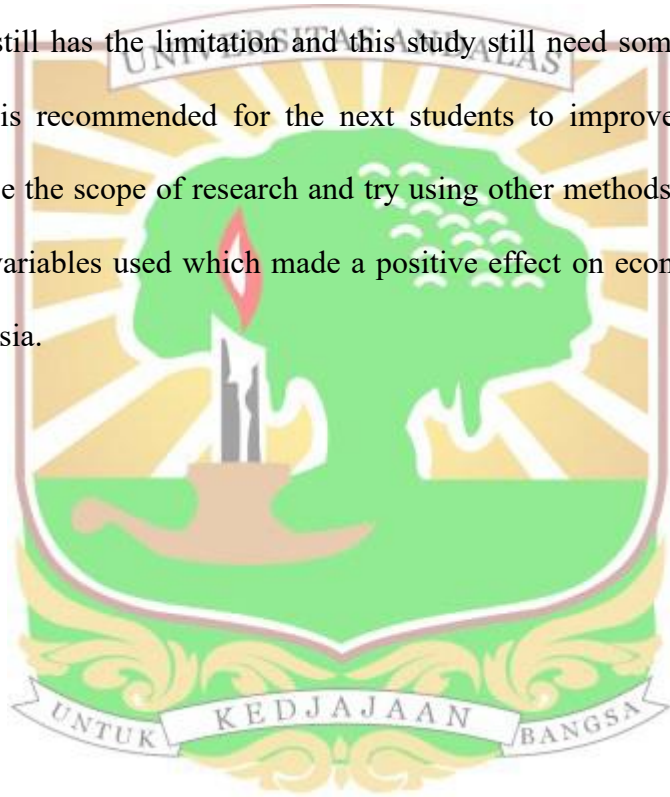 still has the limitation and this study still need som
UNIVERSITAS ANDALAS
is recommended for the next students to improve
e the scope of research and try using other methods
variables used which made a positive effect on econ
sia.
UNTUK KEDJAJAAN BANGSA